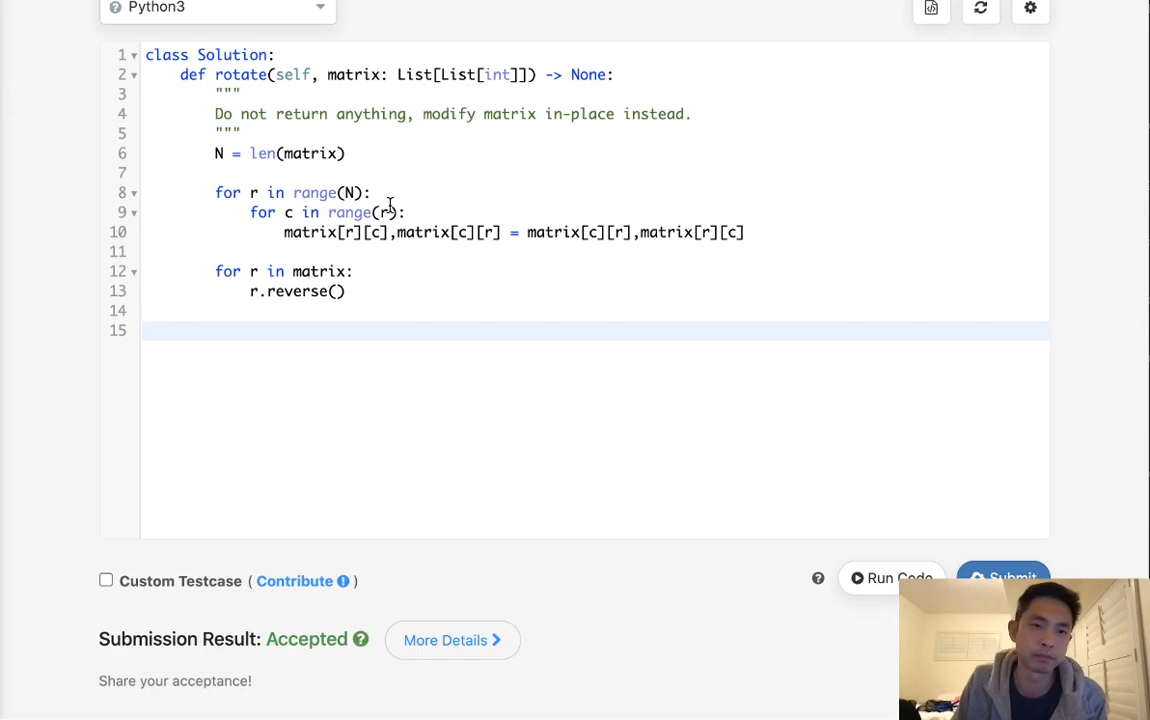 Python3
1 class Solution:
2 def rotate(self, matrix: List[List[int]]) -> None:
3 """
4 Do not return anything, modify matrix in-place instead.
5 """
6 N = len(matrix)
7
8 for r in range(N):
9 for c in range(r):
10 matrix[r][c],matrix[c][r] = matrix[c][r],matrix[r][c]
11
12 for r in matrix:
13 r.reverse()
14
15
Custom Testcase ( Contribute )
Run Code Submit
Submission Result: Accepted More Details
Share your acceptance!